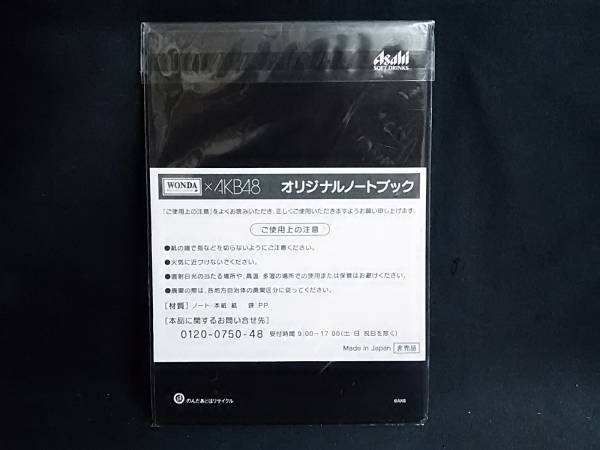 Asahi
SOFT DRINKS
WONDA ×AKB48 オリジナルノートブック
「ご使用上の注意」をよくお読みいただき、正しくご使用いただきますようお願い申し上げます。
ご使用上の注意
●紙の端で指などを切らないようにご注意ください。
●火気に近づけないでください。
●直射日光の当たる場所や、高温 多湿の場所での使用または保管はお避けください。
●廃棄の際は、各地方自治体の廃棄区分に従ってください。
[材質] ノート 本紙 紙 袋 PP
[本品に関するお問い合せ先]
0120-0750-48 受付時間 9:00~17:00(土・日 祝日を除く)
Made in Japan 非売品
のんだあとはリサイクル
©AKS